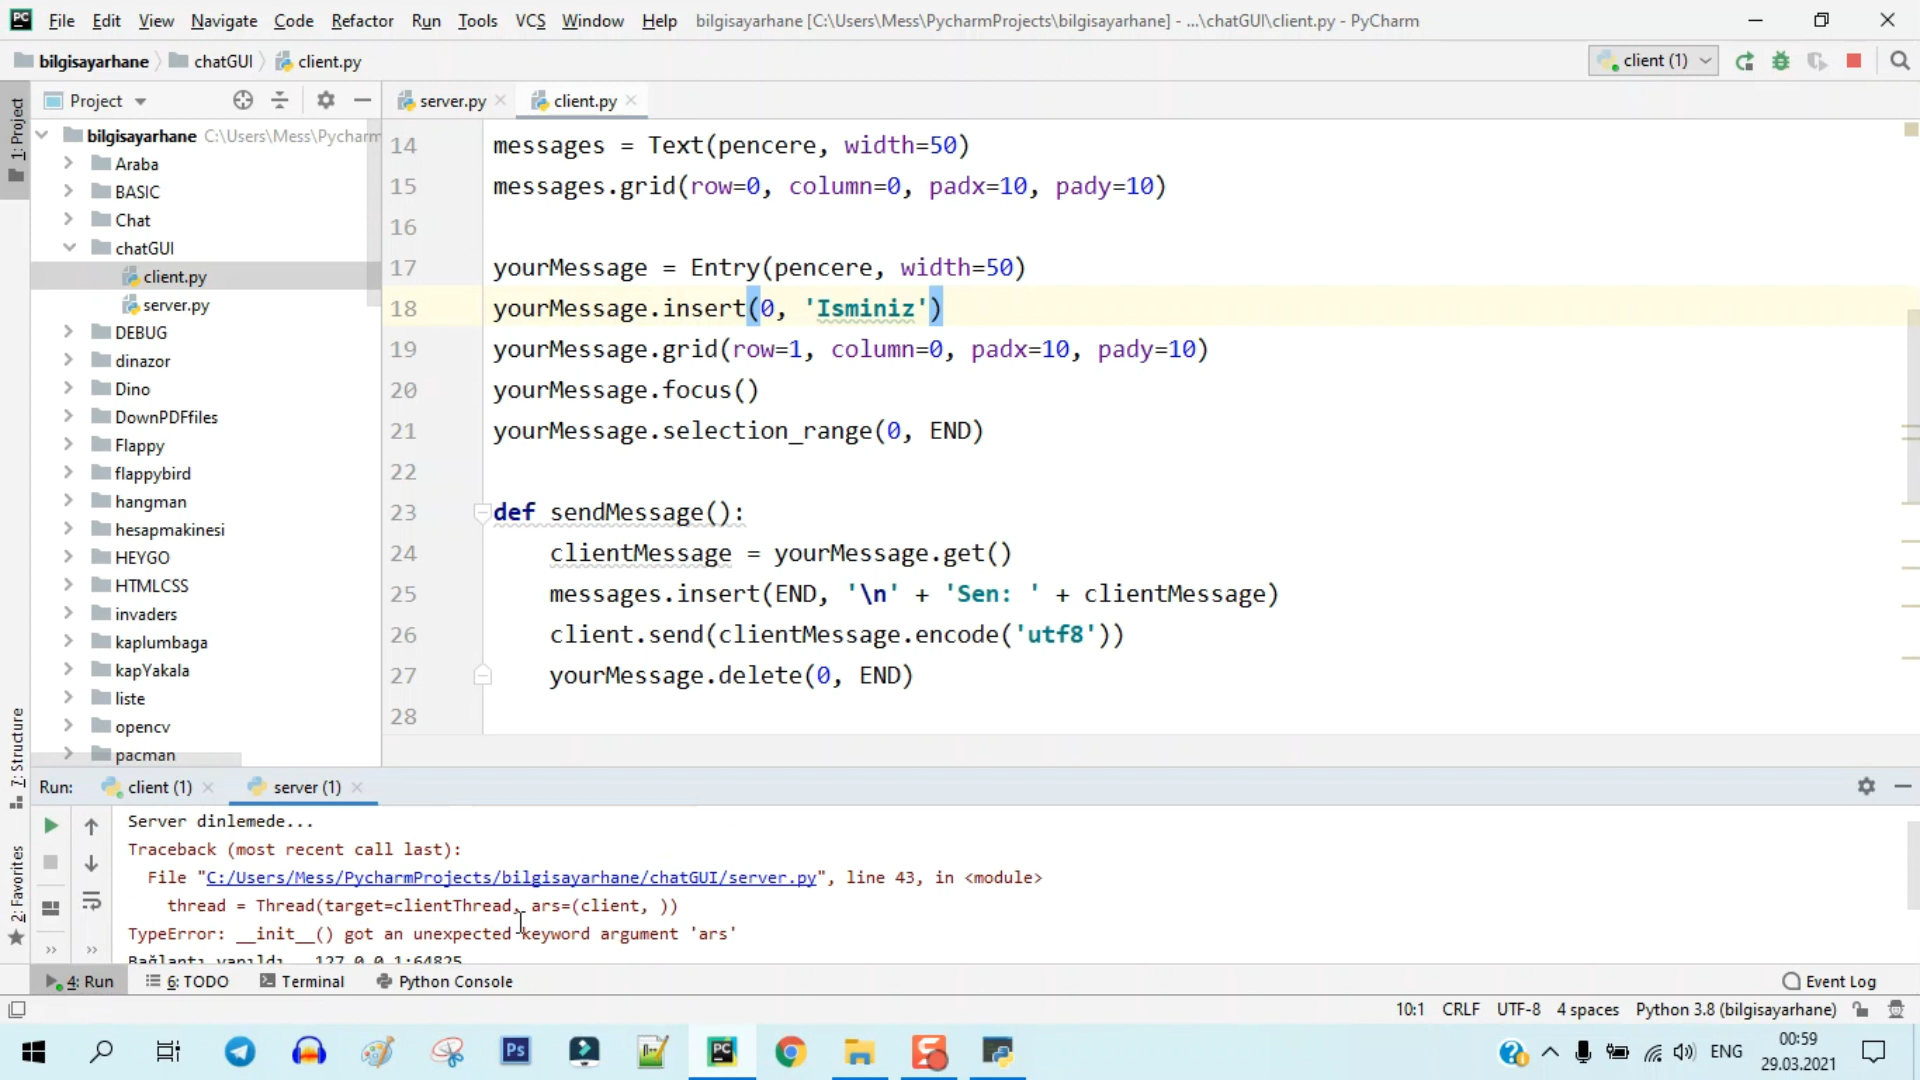 File Edit View Navigate Code Refactor Run Tools VCS Window Help bilgisayarhane [C:\Users\Mess\PycharmProjects\bilgisayarhane] - ...\chatGUI\client.py - PyCharm
bilgisayarhane chatGUI client.py client (1)
1: Project
Project
server.py client.py
bilgisayarhane C:\Users\Mess\Pycharm
Araba
BASIC
Chat
chatGUI
client.py
server.py
DEBUG
dinazor
Dino
DownPDFfiles
Flappy
flappybird
hangman
hesapmakinesi
HEYGO
HTMLCSS
invaders
kaplumbaga
kapYakala
liste
opencv
pacman
14 messages = Text(pencere, width=50)
15 messages.grid(row=0, column=0, padx=10, pady=10)
16
17 yourMessage = Entry(pencere, width=50)
18 yourMessage.insert(0, 'Isminiz')
19 yourMessage.grid(row=1, column=0, padx=10, pady=10)
20 yourMessage.focus()
21 yourMessage.selection_range(0, END)
22
23 def sendMessage():
24 clientMessage = yourMessage.get()
25 messages.insert(END, '\n' + 'Sen: ' + clientMessage)
26 client.send(clientMessage.encode('utf8'))
27 yourMessage.delete(0, END)
28
7: Structure
2: Favorites
Run: client (1) server (1)
Server dinlemede...
Traceback (most recent call last):
File "C:/Users/Mess/PycharmProjects/bilgisayarhane/chatGUI/server.py", line 43, in <module>
thread = Thread(target=clientThread, ars=(client, ))
TypeError: __init__() got an unexpected keyword argument 'ars'
Bağlantı yapıldı 127.0.0.1:64825
4: Run 6: TODO Terminal Python Console Event Log
10:1 CRLF UTF-8 4 spaces Python 3.8 (bilgisayarhane)
Ps PC ENG 00:59
29.03.2021